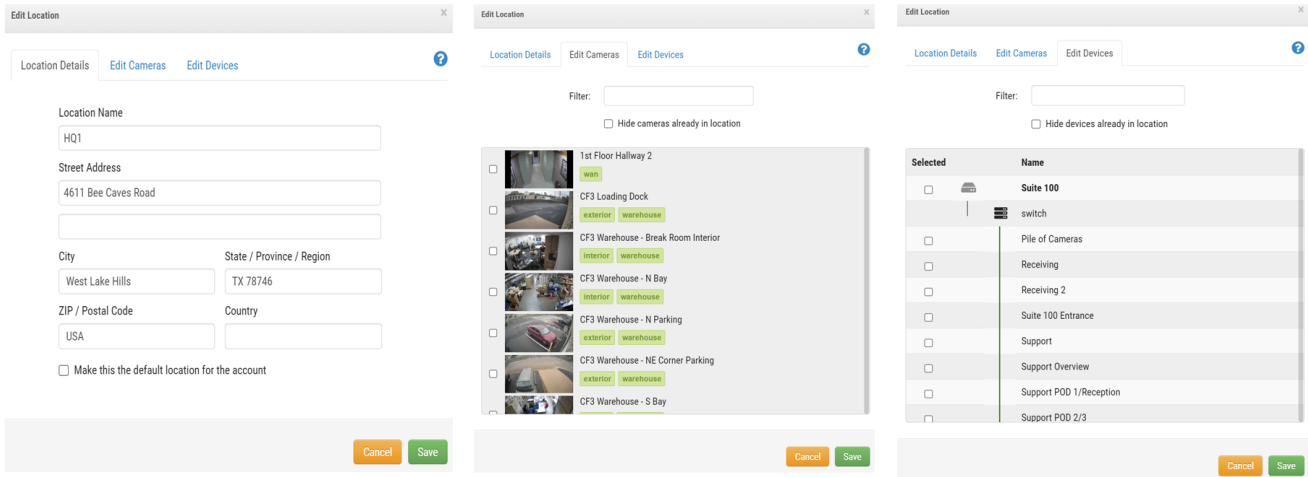 Edit Location
x
Location Details Edit Cameras Edit Devices
?
Location Name
HQ1
Street Address
4611 Bee Caves Road
City State / Province / Region
West Lake Hills TX 78746
ZIP / Postal Code Country
USA
Make this the default location for the account
Cancel Save
Edit Location
x
Location Details Edit Cameras Edit Devices
?
Filter:
Hide cameras already in location
1st Floor Hallway 2
wan
CF3 Loading Dock
exterior warehouse
CF3 Warehouse - Break Room Interior
interior warehouse
CF3 Warehouse - N Bay
interior warehouse
CF3 Warehouse - N Parking
exterior warehouse
CF3 Warehouse - NE Corner Parking
exterior warehouse
CF3 Warehouse - S Bay
Cancel Save
Edit Location
x
Location Details Edit Cameras Edit Devices
?
Filter:
Hide devices already in location
Selected Name
Suite 100
switch
Pile of Cameras
Receiving
Receiving 2
Suite 100 Entrance
Support
Support Overview
Support POD 1/Reception
Support POD 2/3
Cancel Save